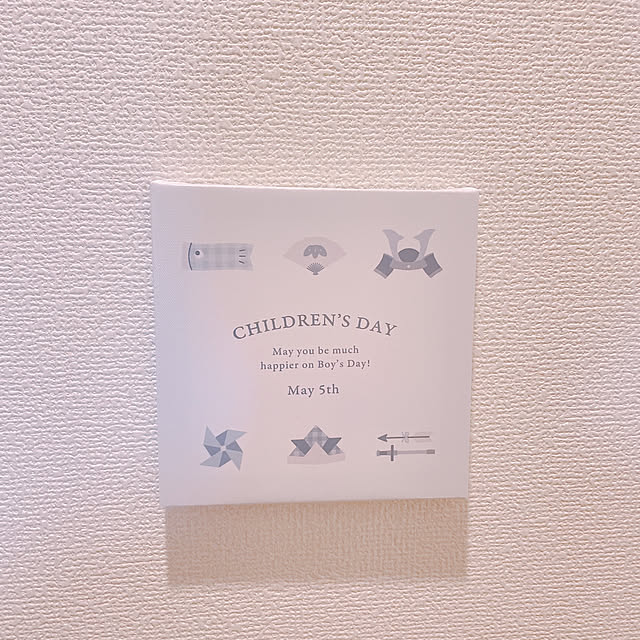 CHILDREN'S DAY
May you be much
happier on Boy's Day!
May 5th